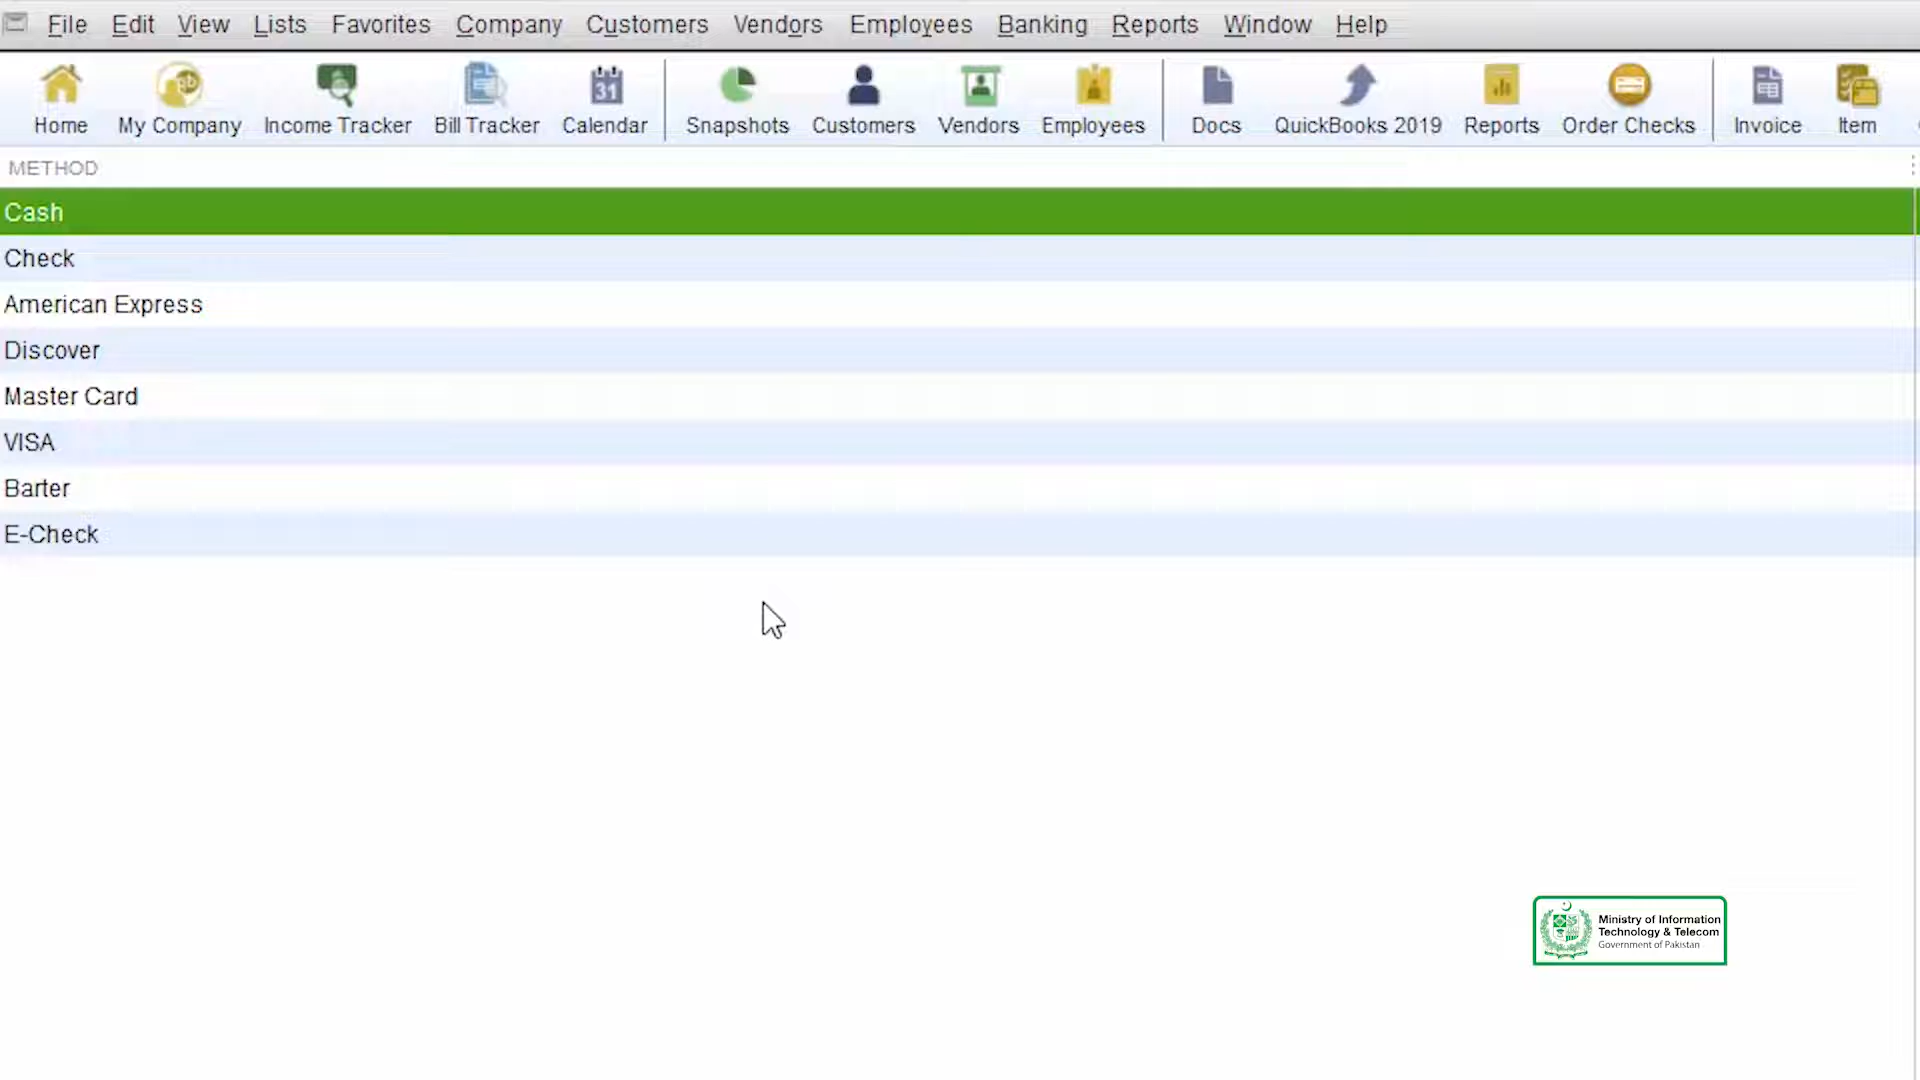 File Edit View Lists Favorites Company Customers Vendors Employees Banking Reports Window Help
31
Home My Company Income Tracker Bill Tracker Calendar Snapshots Customers Vendors Employees Docs QuickBooks 2019 Reports Order Checks Invoice Item
METHOD
Cash
Check
American Express
Discover
Master Card
VISA
Barter
E-Check
Ministry of Information
Technology & Telecom
Government of Pakistan